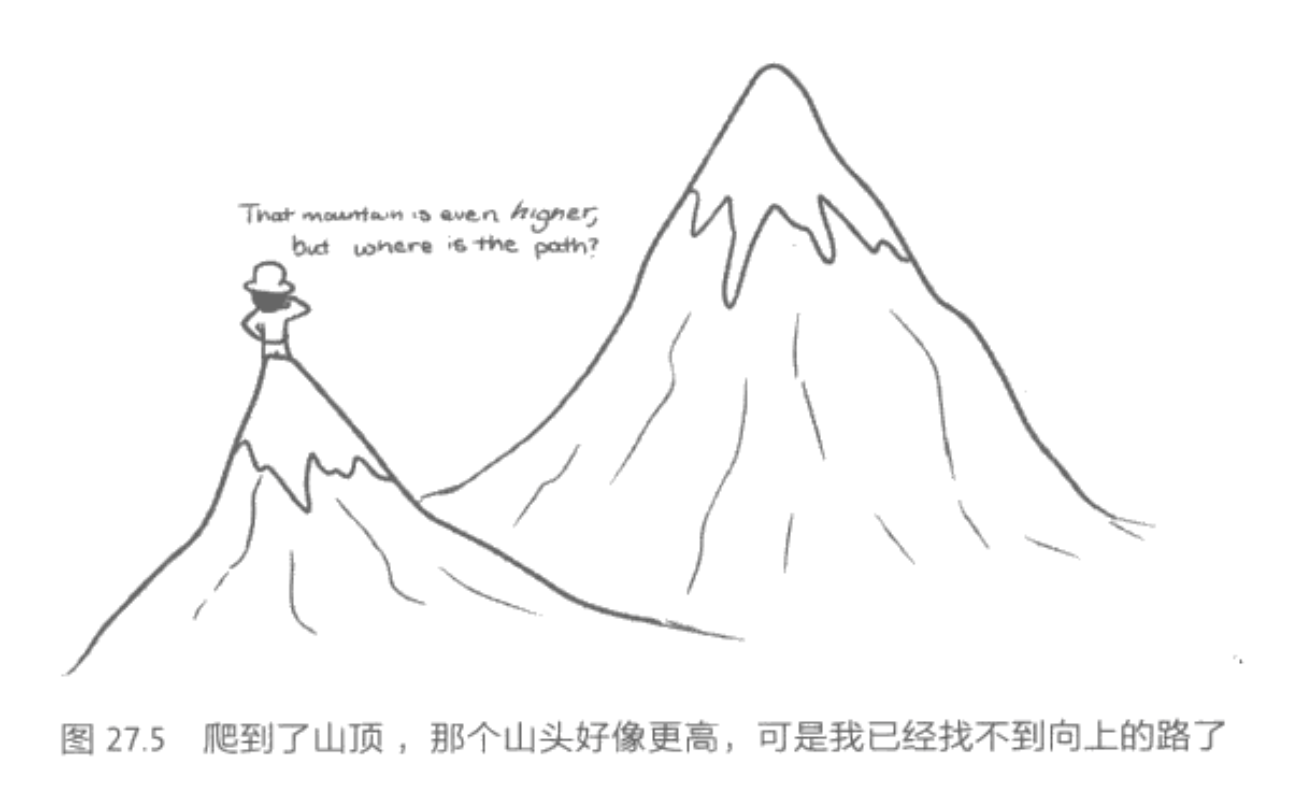 That mountain is even higher,
but where is the path?
图 27.5 爬到了山顶，那个山头好像更高，可是我已经找不到向上的路了